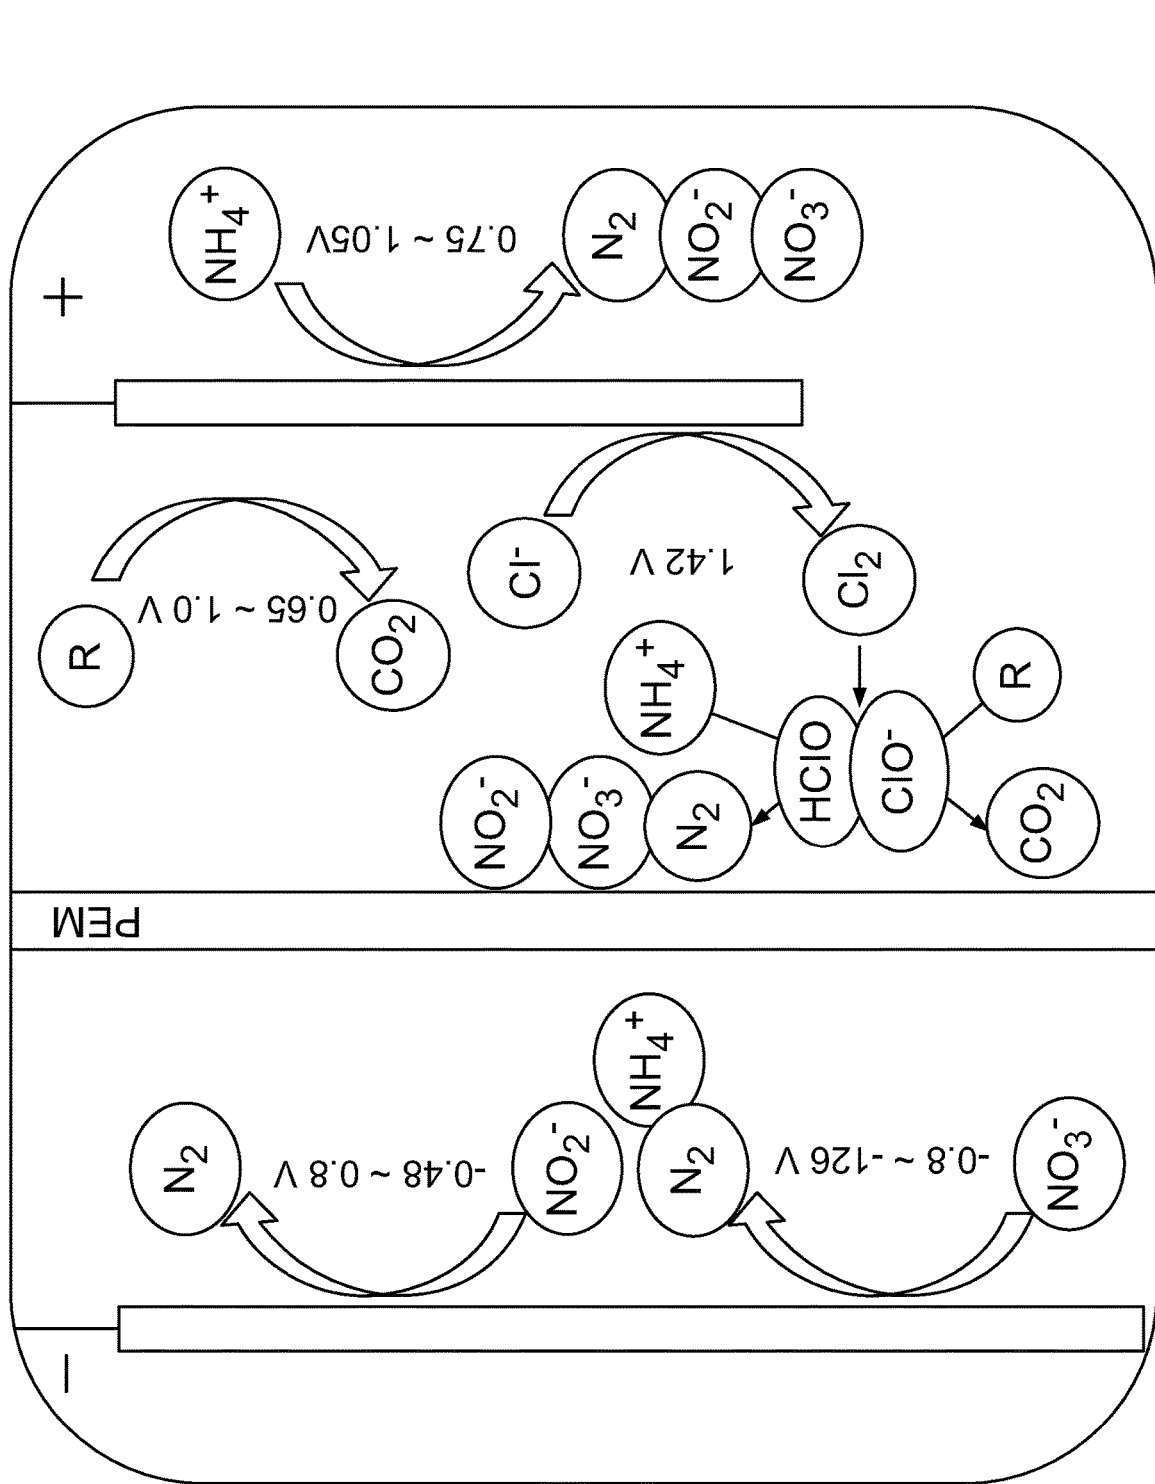 +
NH4+
0.75 ~ 1.05V
N2
NO2-
NO3-
R
0.65 ~ 1.0 V
CO2
Cl-
1.42 V
Cl2
NH4+
HClO
ClO-
R
CO2
NO2-
NO3-
N2
PEM
N2
-0.48 ~ 0.8 V
NO2-
NH4+
N2
-0.8 ~ -126 V
NO3-
-